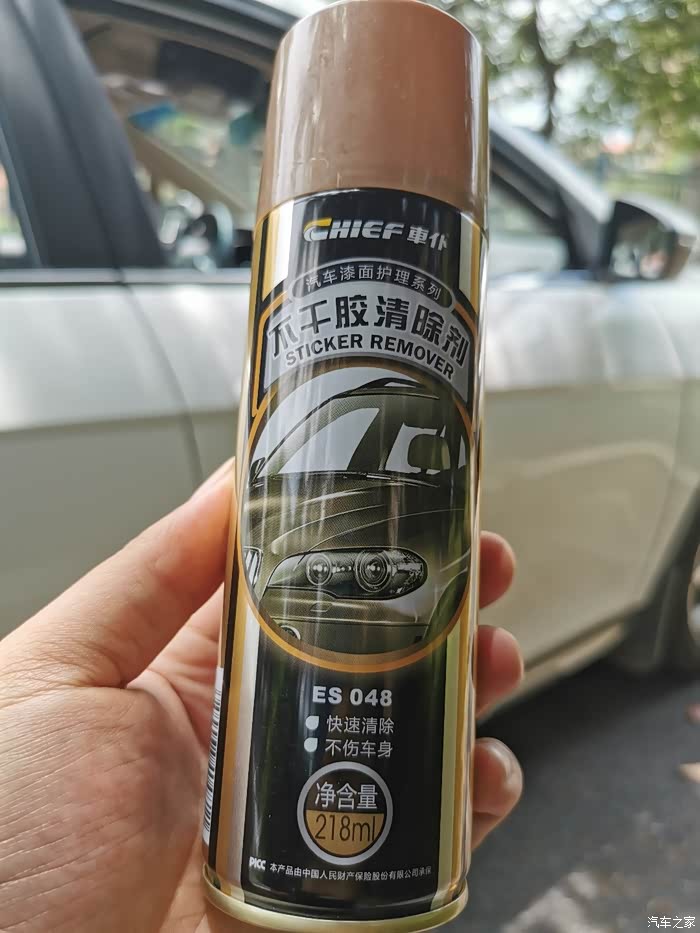 CHIEF 車仆
汽车漆面护理系列
不干胶清除剂
STICKER REMOVER
ES 048
快速清除
不伤车身
净含量
218ml
PICC 本产品由中国人民财产保险股份有限公司承保
汽车之家